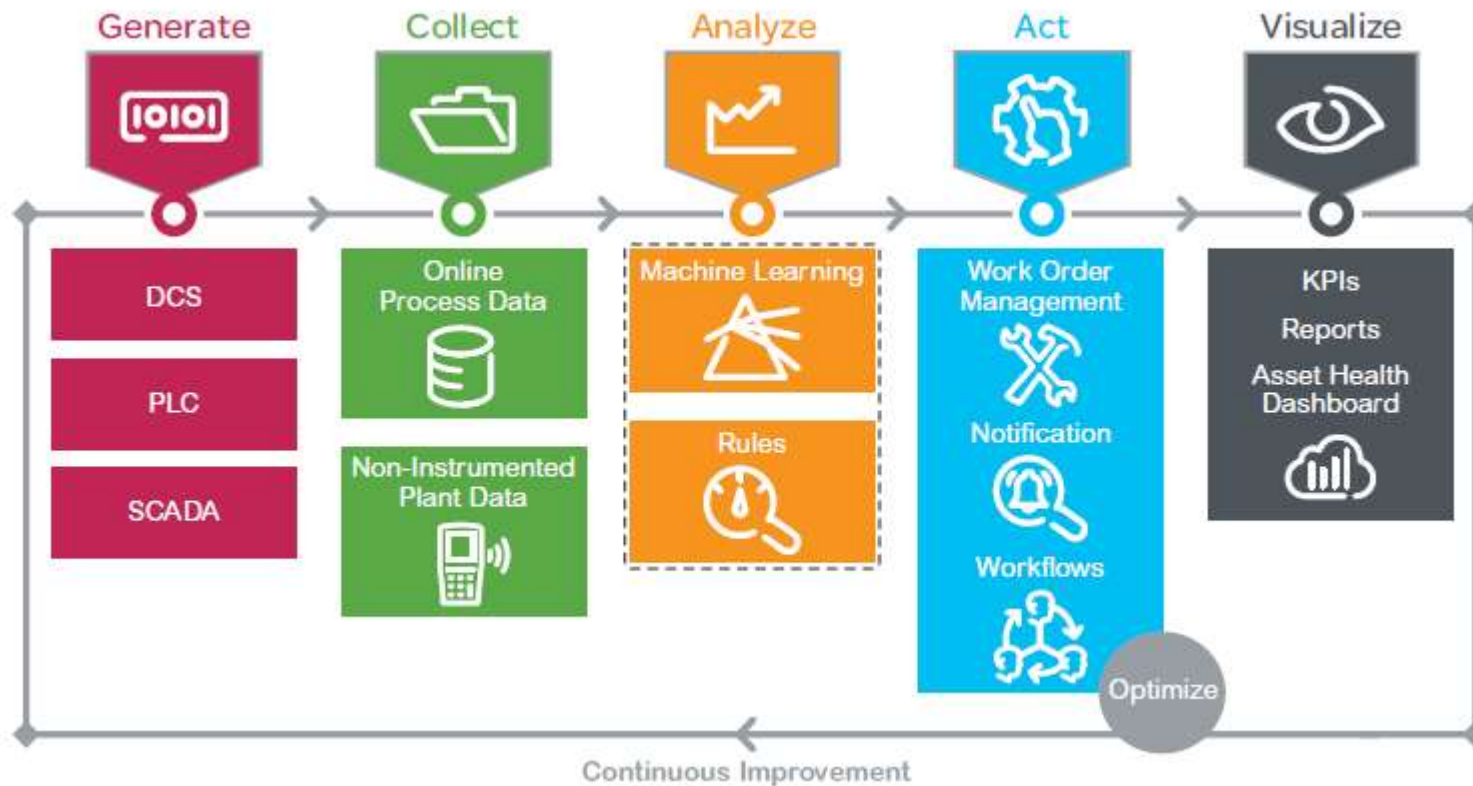 Generate
Collect
Analyze
Act
Visualize
10101
DCS
PLC
SCADA
Online
Process Data
Non-Instrumented
Plant Data
Machine Learning
Rules
Work Order
Management
Notification
Workflows
KPIs
Reports
Asset Health
Dashboard
Optimize
Continuous Improvement